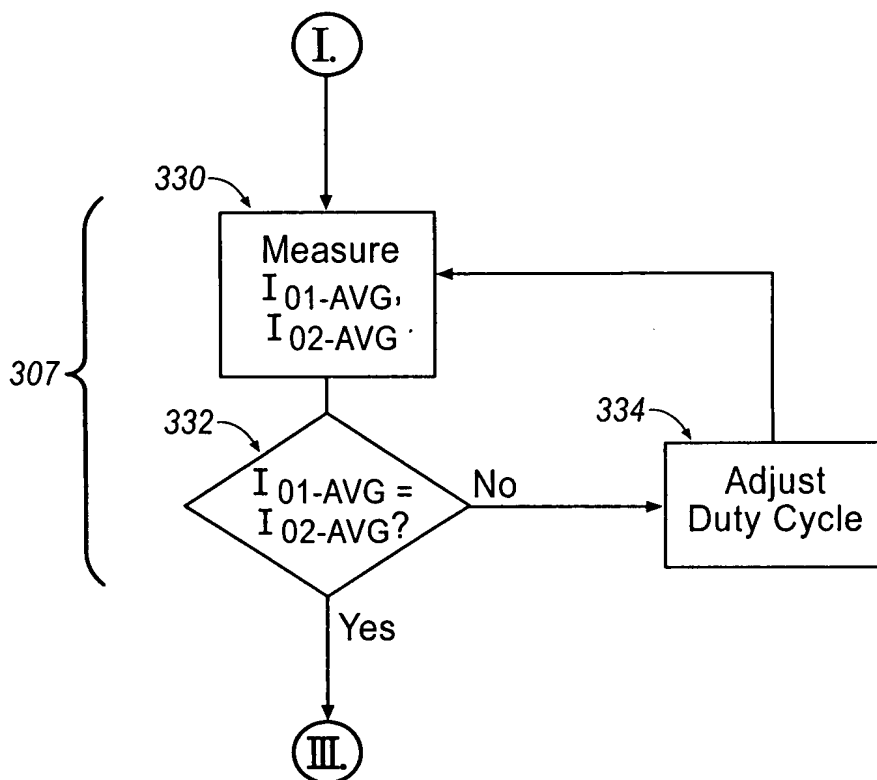 I.
330
Measure
I01-AVG,
I02-AVG
307
332
I01-AVG =
I02-AVG?
No
334
Adjust
Duty Cycle
Yes
III.